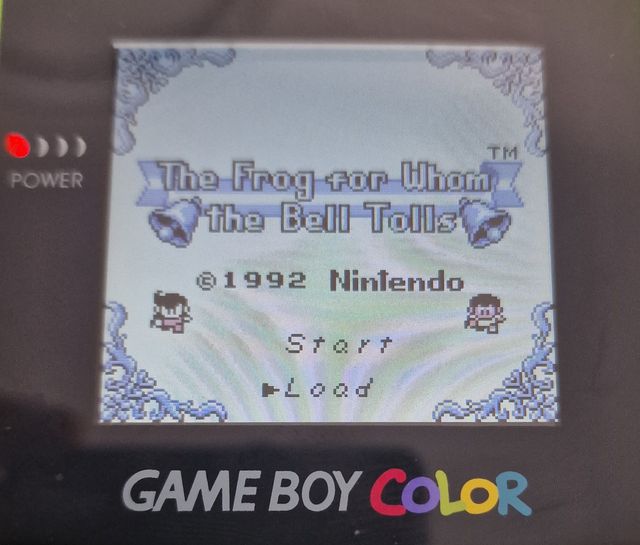 POWER
TM
The Frog for Whom
the Bell Tolls
©1992 Nintendo
Start
►Load
GAME BOY COLOR